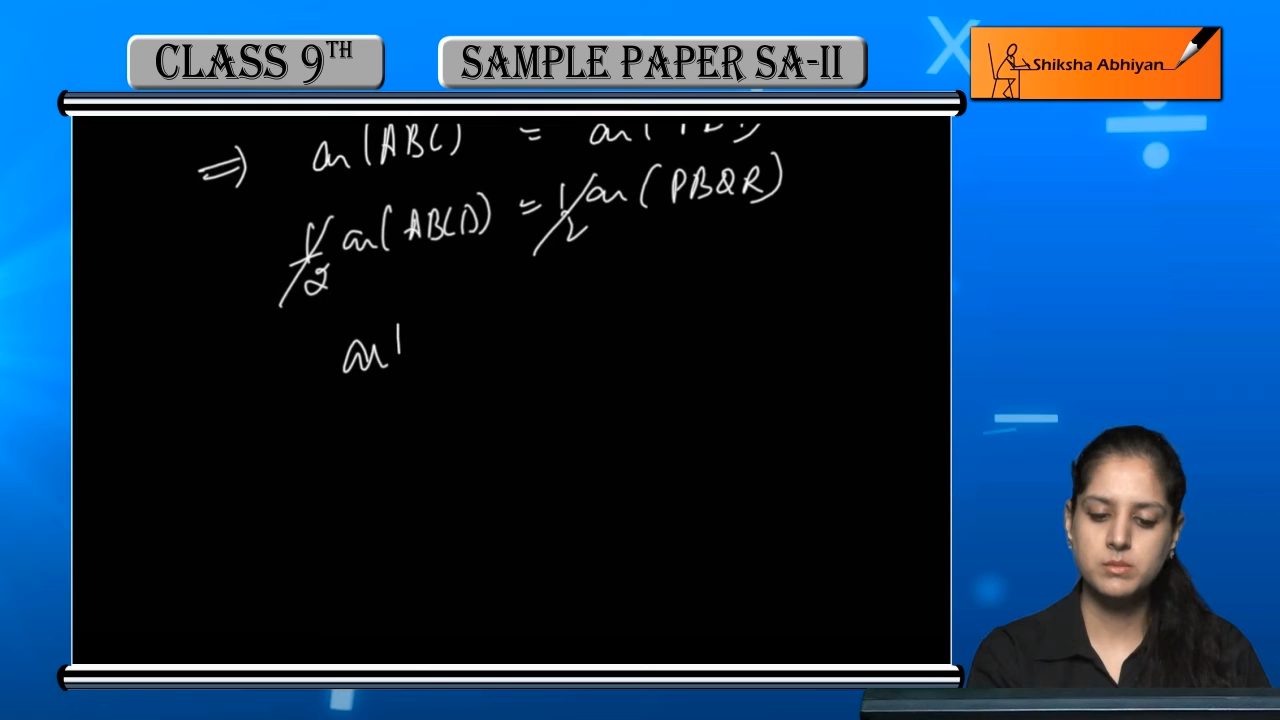 CLASS 9TH
SAMPLE PAPER SA-II
Shiksha Abhiyan
⇒ ar(ABC) = ar(
1/2 ar(ABCD) = 1/2 ar(PBQR)
ar(